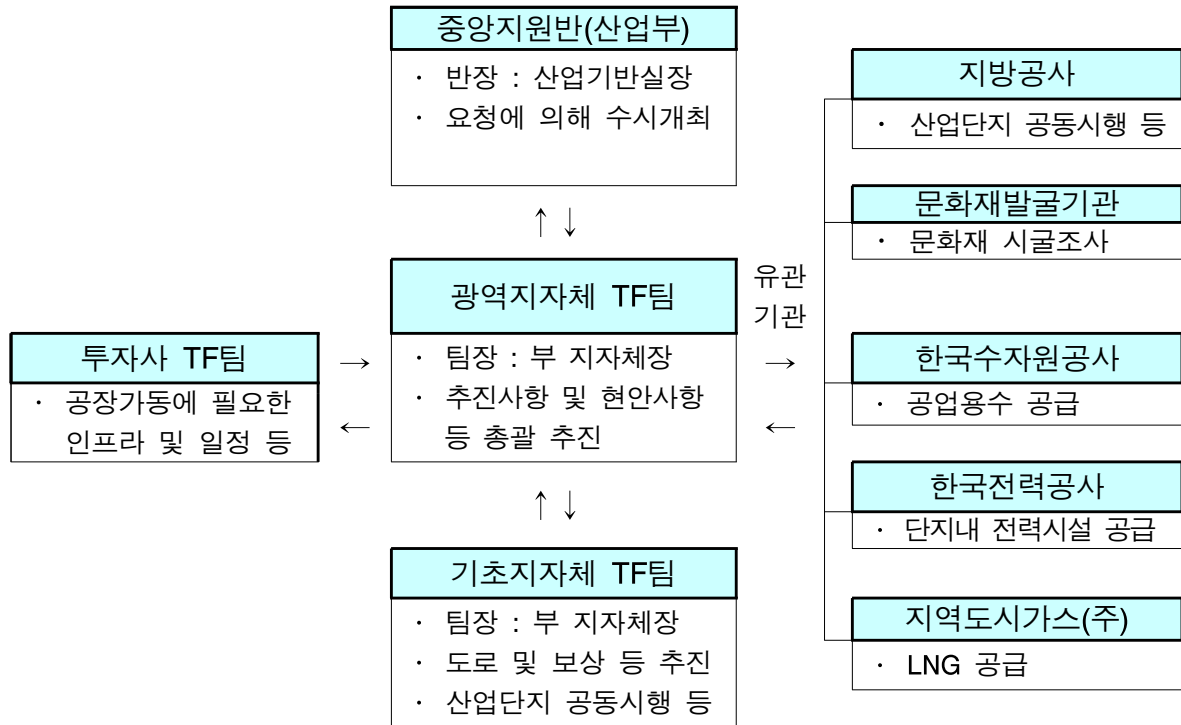 중앙지원반(산업부)
· 반장 : 산업기반실장
· 요청에 의해 수시개최
↑↓
광역지자체 TF팀
· 팀장 : 부 지자체장
· 추진사항 및 현안사항
등 총괄 추진
↑↓
기초지자체 TF팀
· 팀장 : 부 지자체장
· 도로 및 보상 등 추진
· 산업단지 공동시행 등
투자사 TF팀
· 공장가동에 필요한
인프라 및 일정 등
→
←
유관
기관
→
←
지방공사
· 산업단지 공동시행 등
문화재발굴기관
· 문화재 시굴조사
한국수자원공사
· 공업용수 공급
한국전력공사
· 단지내 전력시설 공급
지역도시가스(주)
· LNG 공급